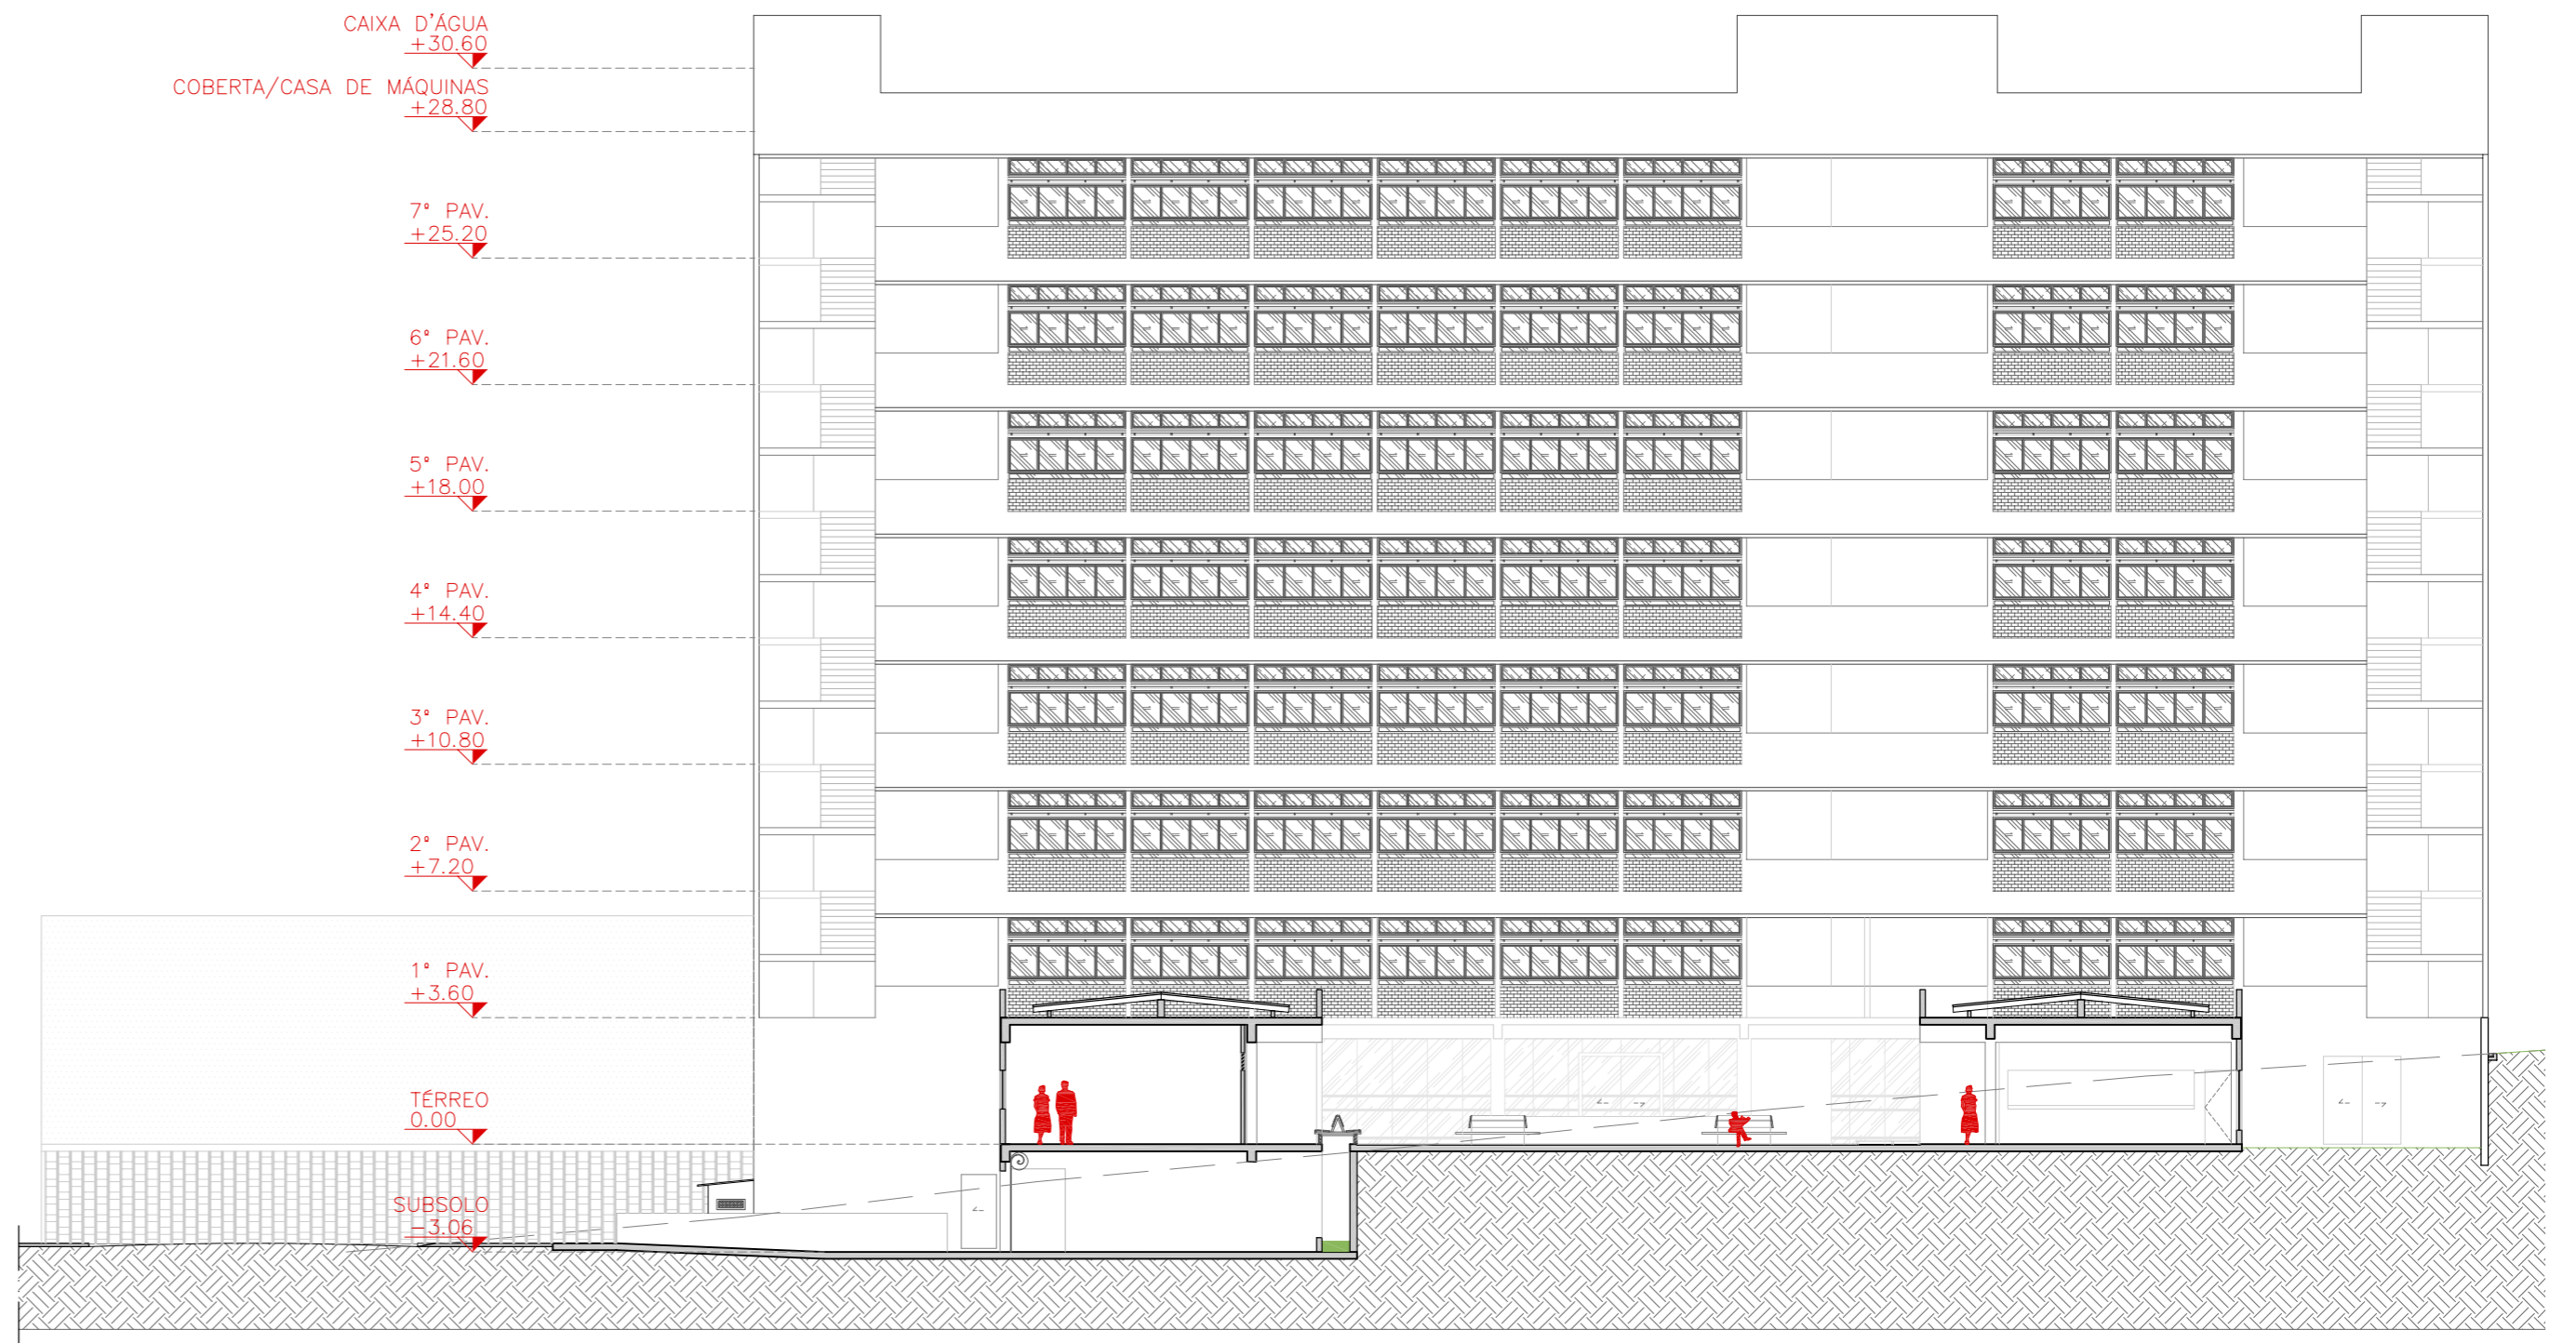 CAIXA D'ÁGUA
+30.60
COBERTA/CASA DE MÁQUINAS
+28.80
7° PAV.
+25.20
6° PAV.
+21.60
5° PAV.
+18.00
4° PAV.
+14.40
3° PAV.
+10.80
2° PAV.
+7.20
1° PAV.
+3.60
TÉRREO
0.00
SUBSOLO
-3.06